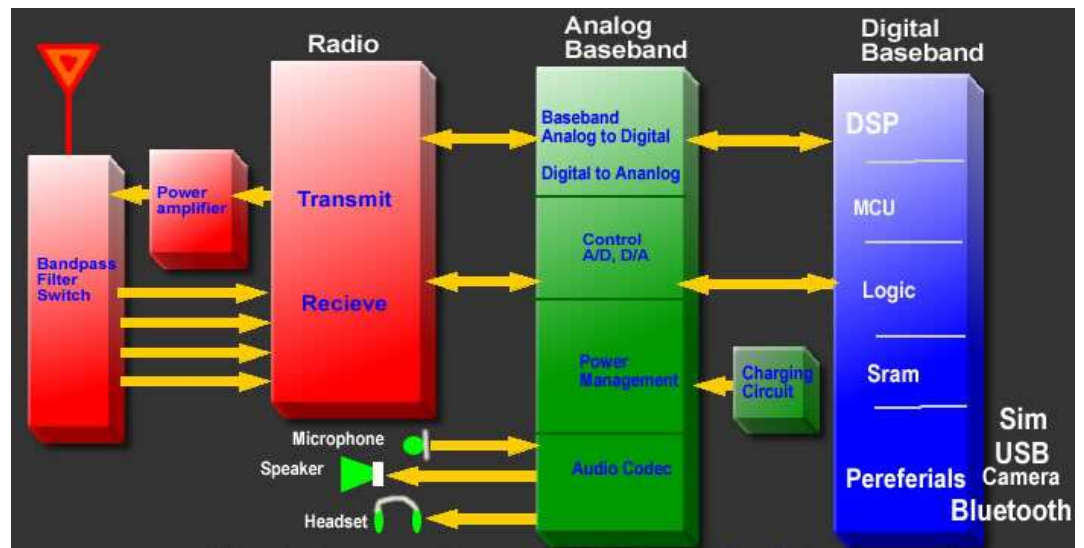 Radio
Analog
Baseband
Digital
Baseband
Bandpass
Filter
Switch
Power
amplifier
Transmit
Recieve
Baseband
Analog to Digital
Digital to Ananlog
Control
A/D, D/A
Power
Management
Audio Codec
Charging
Circuit
Microphone
Speaker
Headset
DSP
MCU
Logic
Sram
Pereferials
Sim
USB
Camera
Bluetooth